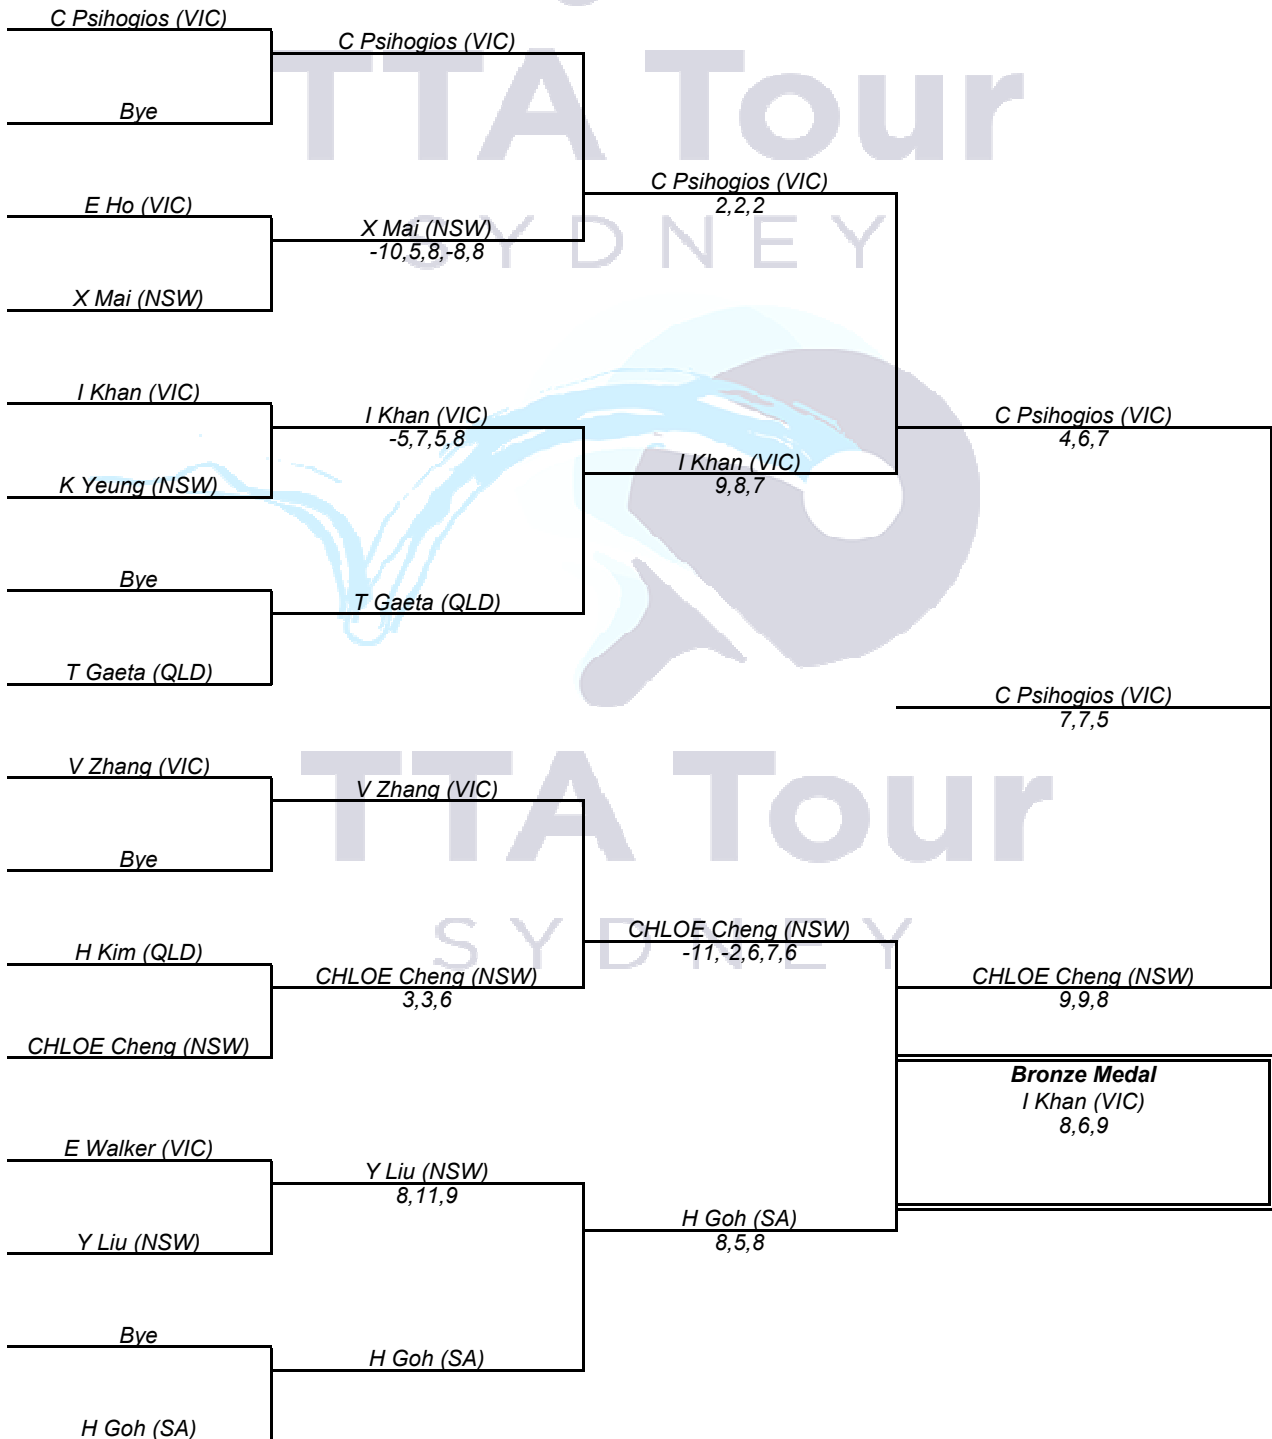 C Psihogios (VIC)
C Psihogios (VIC)
TTA Tour
Bye
C Psihogios (VIC)
2,2,2
E Ho (VIC)
X Mai (NSW)
-10,5,8,-8,8
SYDNEY
X Mai (NSW)
I Khan (VIC)
I Khan (VIC)
-5,7,5,8
C Psihogios (VIC)
4,6,7
I Khan (VIC)
9,8,7
K Yeung (NSW)
Bye
T Gaeta (QLD)
T Gaeta (QLD)
C Psihogios (VIC)
7,7,5
V Zhang (VIC)
V Zhang (VIC)
TTA Tour
Bye
CHLOE Cheng (NSW)
-11,-2,6,7,6
SYDNEY
H Kim (QLD)
CHLOE Cheng (NSW)
3,3,6
CHLOE Cheng (NSW)
9,9,8
CHLOE Cheng (NSW)
Bronze Medal
I Khan (VIC)
8,6,9
E Walker (VIC)
Y Liu (NSW)
8,11,9
H Goh (SA)
8,5,8
Y Liu (NSW)
Bye
H Goh (SA)
H Goh (SA)